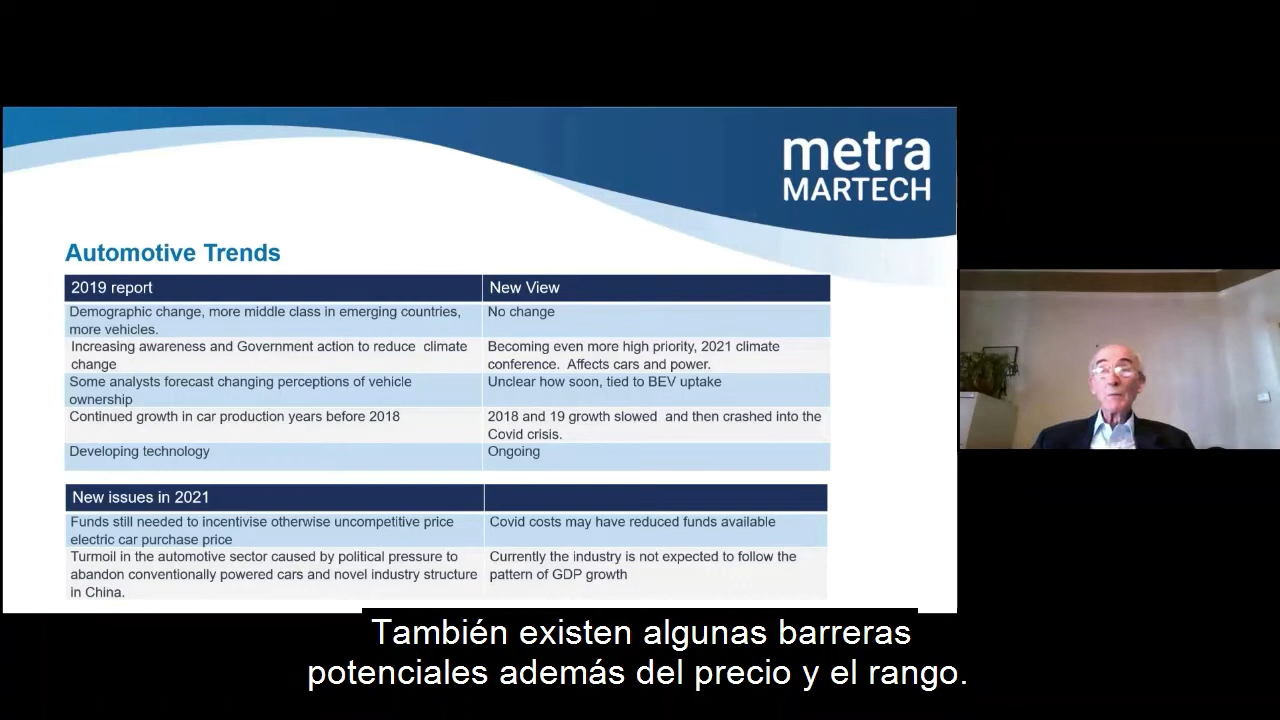 metra
MARTECH
Automotive Trends
2019 report
New View
Demographic change, more middle class in emerging countries,
more vehicles.
No change
Increasing awareness and Government action to reduce climate
change
Becoming even more high priority, 2021 climate
conference. Affects cars and power.
Some analysts forecast changing perceptions of vehicle
ownership
Unclear how soon, tied to BEV uptake
Continued growth in car production years before 2018
2018 and 19 growth slowed and then crashed into the
Covid crisis.
Developing technology
Ongoing
New issues in 2021
Funds still needed to incentivise otherwise uncompetitive price
electric car purchase price
Covid costs may have reduced funds available
Turmoil in the automotive sector caused by political pressure to
abandon conventionally powered cars and novel industry structure
in China.
Currently the industry is not expected to follow the
pattern of GDP growth
También existen algunas barreras
potenciales además del precio y el rango.